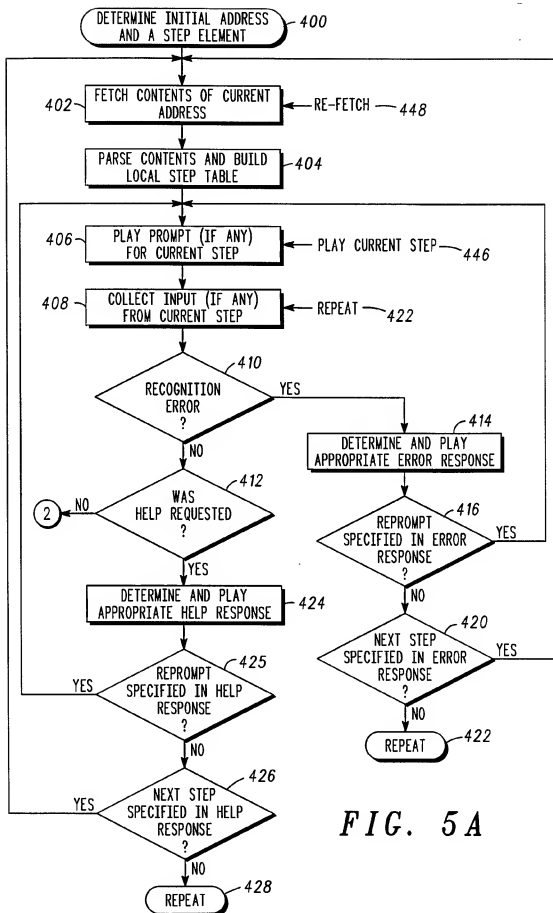 DETERMINE INITIAL ADDRESS
AND A STEP ELEMENT
400
402
FETCH CONTENTS OF CURRENT
ADDRESS
RE-FETCH
448
PARSE CONTENTS AND BUILD
LOCAL STEP TABLE
404
406
PLAY PROMPT (IF ANY)
FOR CURRENT STEP
PLAY CURRENT STEP
446
408
COLLECT INPUT (IF ANY)
FROM CURRENT STEP
REPEAT
422
410
RECOGNITION
ERROR
?
YES
NO
414
DETERMINE AND PLAY
APPROPRIATE ERROR RESPONSE
412
WAS
HELP REQUESTED
?
NO
2
YES
416
REPROMPT
SPECIFIED IN ERROR
RESPONSE
?
YES
NO
DETERMINE AND PLAY
APPROPRIATE HELP RESPONSE
424
420
NEXT STEP
SPECIFIED IN ERROR
RESPONSE
?
YES
NO
425
REPROMPT
SPECIFIED IN HELP
RESPONSE
?
YES
NO
REPEAT
422
426
NEXT STEP
SPECIFIED IN HELP
RESPONSE
?
YES
NO
REPEAT
428
FIG. 5A